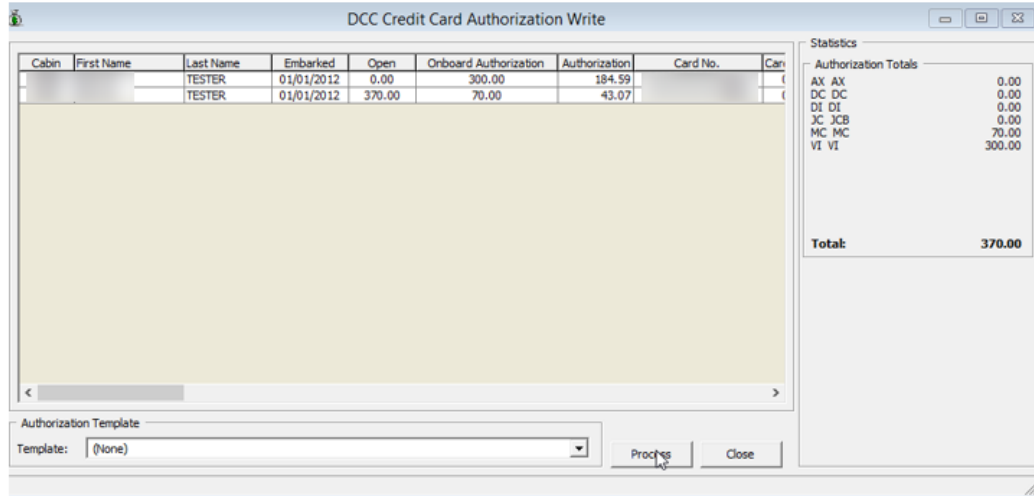 DCC Credit Card Authorization Write
Cabin First Name Last Name Embarked Open Onboard Authorization Authorization Card No. Car
TESTER 01/01/2012 0.00 300.00 184.59
TESTER 01/01/2012 370.00 70.00 43.07
Statistics
Authorization Totals
AX AX 0.00
DC DC 0.00
DI DI 0.00
JC JCB 0.00
MC MC 70.00
VI VI 300.00
Total: 370.00
Authorization Template
Template: (None)
Process Close